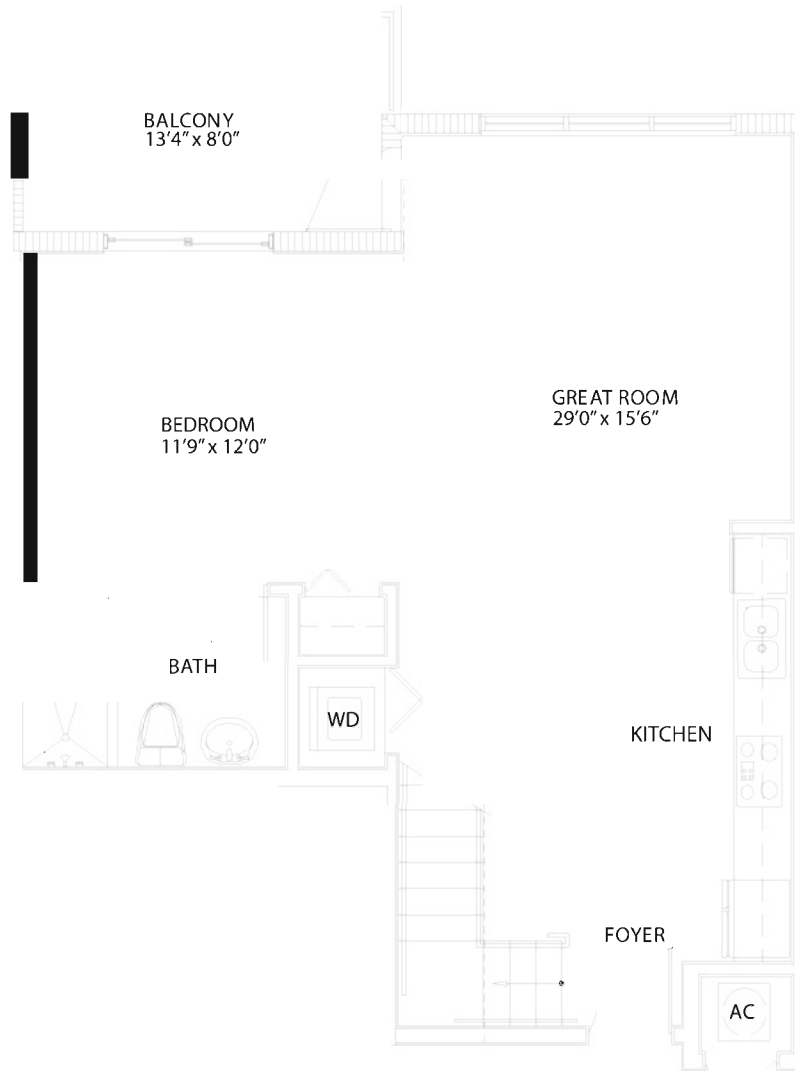 BALCONY
13'4" x 8'0"
GREAT ROOM
29'0" x 15'6"
BEDROOM
11'9" x 12'0"
BATH
WD
KITCHEN
FOYER
AC